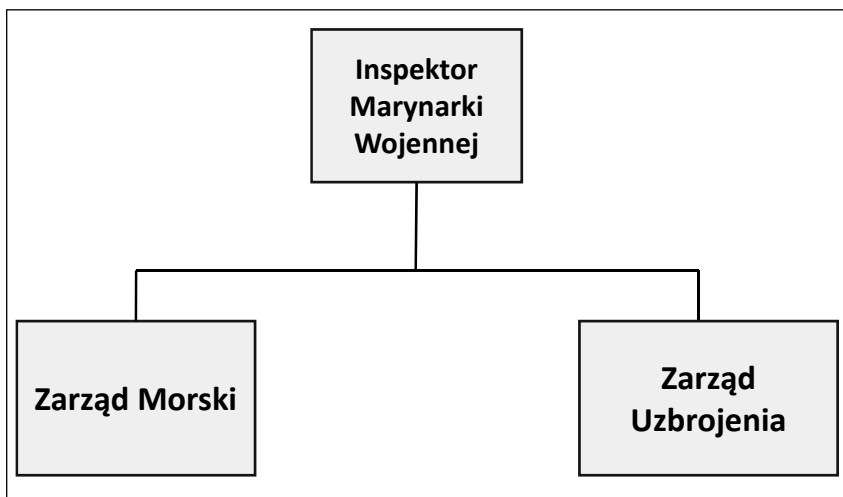 Inspektor
Marynarki
Wojennej
Zarząd Morski
Zarząd
Uzbrojenia